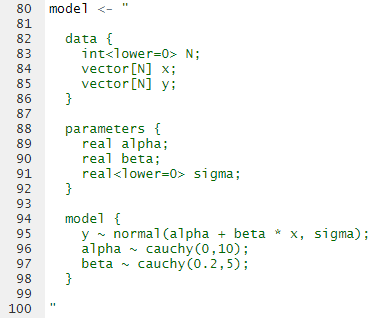 80 model <- "
81
82   data {
83     int<lower=0> N;
84     vector[N] x;
85     vector[N] y;
86   }
87
88   parameters {
89     real alpha;
90     real beta;
91     real<lower=0> sigma;
92   }
93
94   model {
95     y ~ normal(alpha + beta * x, sigma);
96     alpha ~ cauchy(0,10);
97     beta ~ cauchy(0.2,5);
98   }
99
100 "